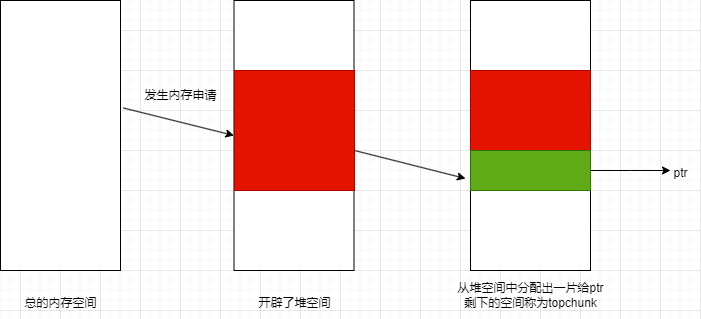 发生内存申请
ptr
总的内存空间
开辟了堆空间
从堆空间中分配出一片给ptr
剩下的空间称为topchunk